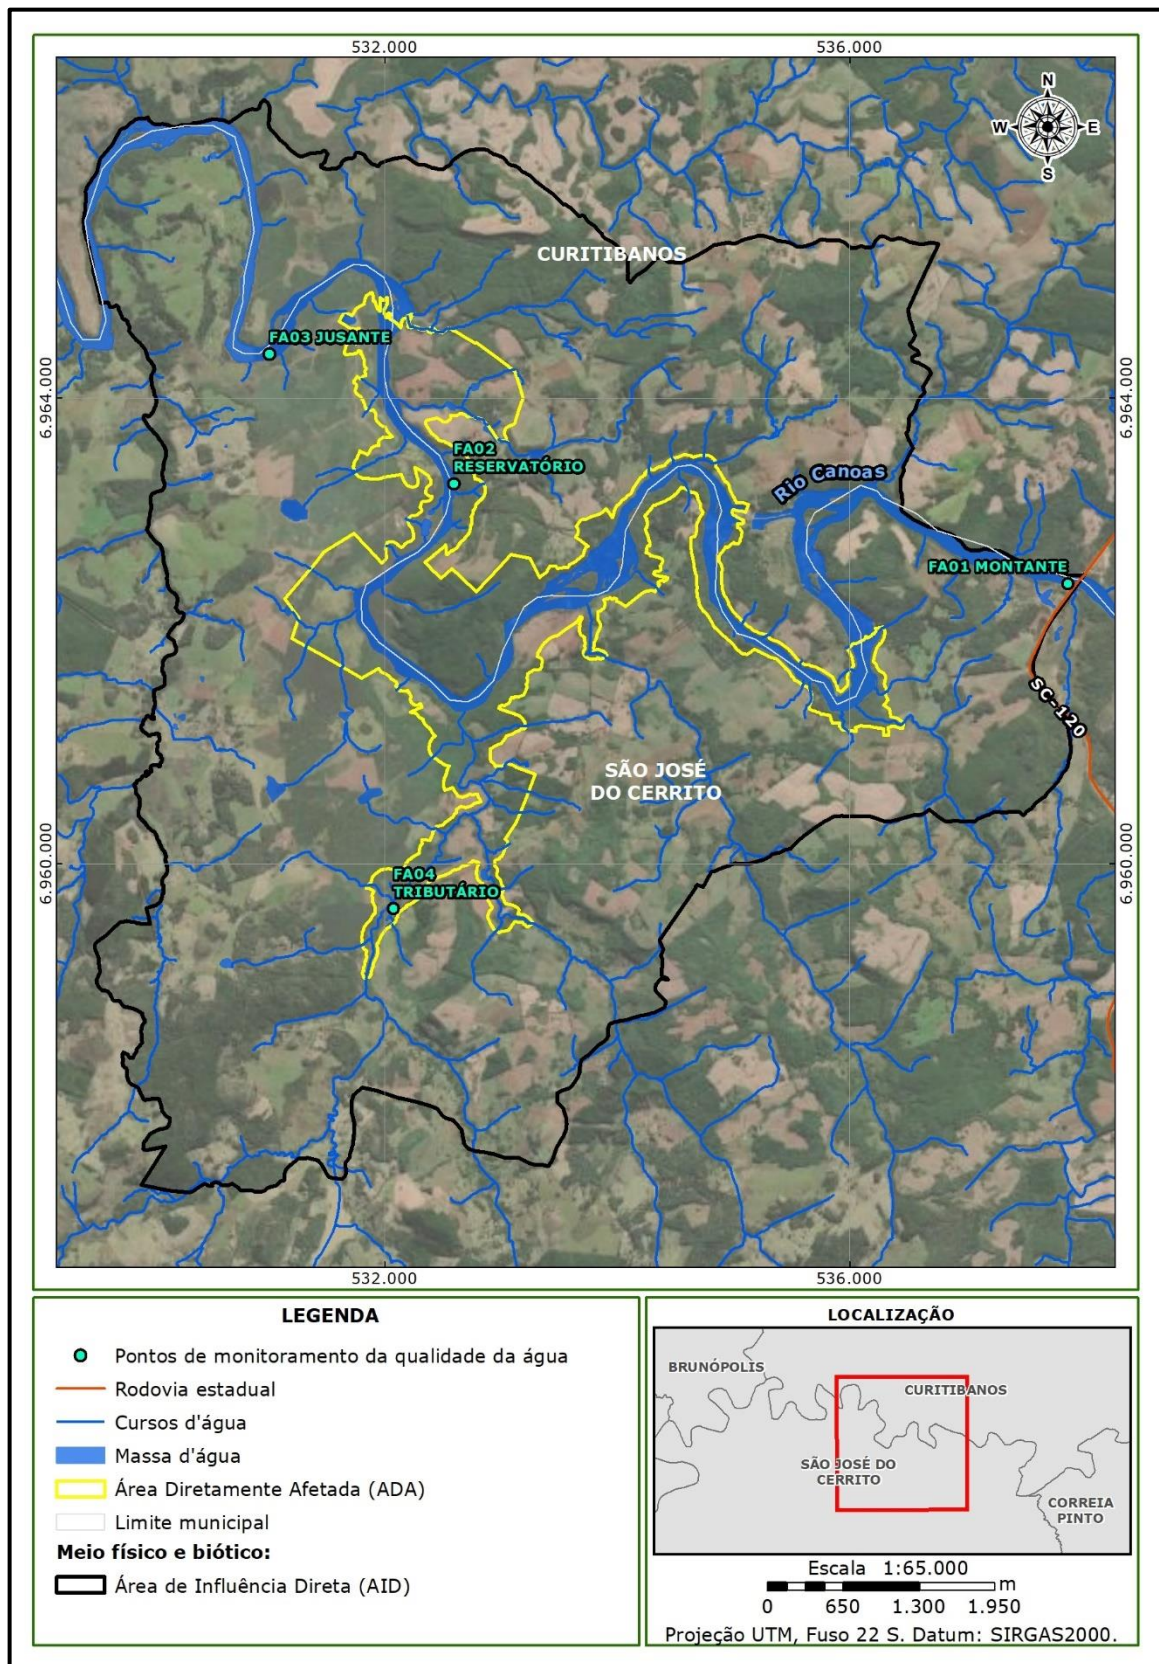 532.000
536.000
N
W
E
S
CURITIBANOS
FA03 JUSANTE
6.964.000
6.964.000
FA02
RESERVATÓRIO
Rio Canoas
FA01 MONTANTE
SC-120
SÃO JOSÉ
DO CERRITO
6.960.000
6.960.000
FA04
TRIBUTÁRIO
532.000
536.000
LEGENDA
Pontos de monitoramento da qualidade da água
Rodovia estadual
Cursos d'água
Massa d'água
Área Diretamente Afetada (ADA)
Limite municipal
Meio físico e biótico:
Área de Influência Direta (AID)
LOCALIZAÇÃO
BRUNÓPOLIS
CURITIBANOS
SÃO JOSÉ DO
CERRITO
CORREIA
PINTO
Escala 1:65.000
m
0 650 1.300 1.950
Projeção UTM, Fuso 22 S. Datum: SIRGAS2000.